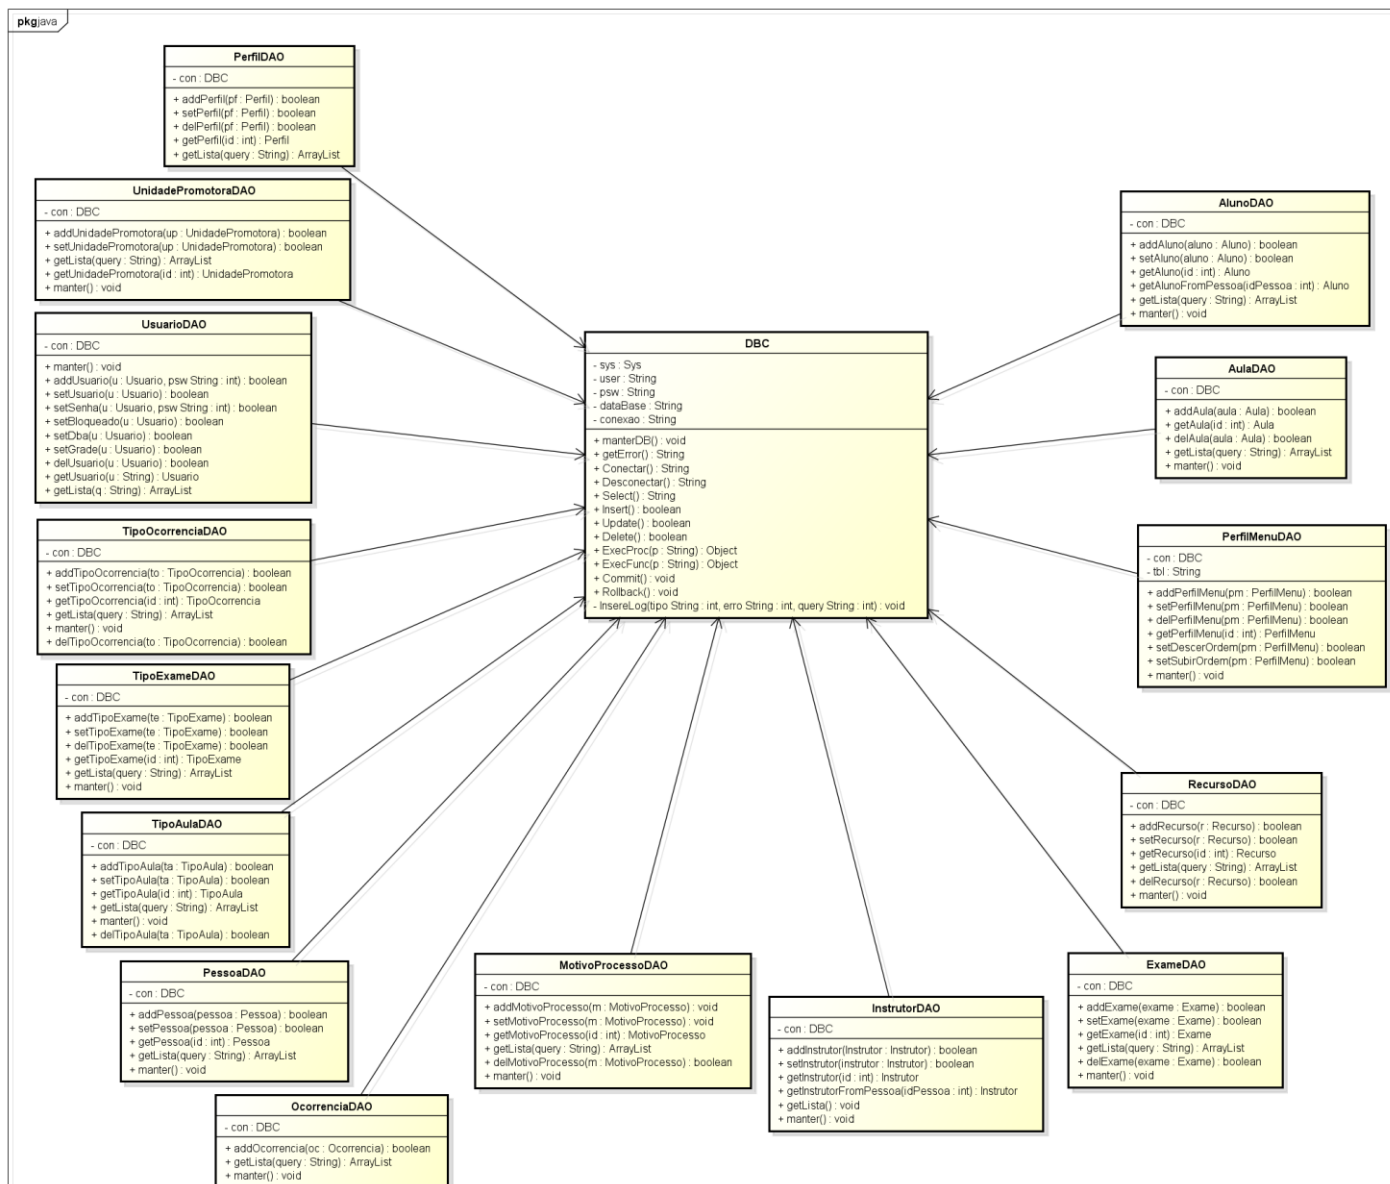 pkg java
PerfilDAO
- con : DBC
+ addPerfil(pf : Perfil) : boolean
+ setPerfil(pf : Perfil) : boolean
+ delPerfil(pf : Perfil) : boolean
+ getPerfil(id : int) : Perfil
+ getLista(query : String) : ArrayList
UnidadePromotoraDAO
- con : DBC
+ addUnidadePromotora(up : UnidadePromotora) : boolean
+ setUnidadePromotora(up : UnidadePromotora) : boolean
+ getLista(query : String) : ArrayList
+ getUnidadePromotora(id : int) : UnidadePromotora
+ manter() : void
UsuarioDAO
- con : DBC
+ manter() : void
+ addUsuario(u : Usuario, psw String : int) : boolean
+ setUsuario(u : Usuario) : boolean
+ setSenha(u : Usuario, psw String : int) : boolean
+ setBloqueado(u : Usuario) : boolean
+ setDba(u : Usuario) : boolean
+ setGrade(u : Usuario) : boolean
+ delUsuario(u : Usuario) : boolean
+ getUsuario(u : String) : Usuario
+ getLista(q : String) : ArrayList
TipoOcorrenciaDAO
- con : DBC
+ addTipoOcorrencia(to : TipoOcorrencia) : boolean
+ setTipoOcorrencia(to : TipoOcorrencia) : boolean
+ getTipoOcorrencia(id : int) : TipoOcorrencia
+ getLista(query : String) : ArrayList
+ manter() : void
+ delTipoOcorrencia(to : TipoOcorrencia) : boolean
TipoExameDAO
- con : DBC
+ addTipoExame(te : TipoExame) : boolean
+ setTipoExame(te : TipoExame) : boolean
+ delTipoExame(te : TipoExame) : boolean
+ getTipoExame(id : int) : TipoExame
+ getLista(query : String) : ArrayList
+ manter() : void
TipoAulaDAO
- con : DBC
+ addTipoAula(ta : TipoAula) : boolean
+ setTipoAula(ta : TipoAula) : boolean
+ getTipoAula(id : int) : TipoAula
+ getLista(query : String) : ArrayList
+ manter() : void
+ delTipoAula(ta : TipoAula) : boolean
PessoaDAO
- con : DBC
+ addPessoa(pessoa : Pessoa) : boolean
+ setPessoa(pessoa : Pessoa) : boolean
+ getPessoa(id : int) : Pessoa
+ getLista(query : String) : ArrayList
+ manter() : void
OcorrenciaDAO
- con : DBC
+ addOcorrencia(oc : Ocorrencia) : boolean
+ getLista(query : String) : ArrayList
+ manter() : void
DBC
- sys : Sys
- user : String
- psw : String
- dataBase : String
- conexao : String
+ manterDB() : void
+ getError() : String
+ Conectar() : String
+ Desconectar() : String
+ Select() : String
+ Insert() : boolean
+ Update() : boolean
+ Delete() : boolean
+ ExecProc(p : String) : Object
+ ExecFunc(p : String) : Object
+ Commit() : void
+ Rollback() : void
- InsereLog(tipo String : int, erro String : int, query String : int) : void
MotivoProcessoDAO
- con : DBC
+ addMotivoProcesso(m : MotivoProcesso) : void
+ setMotivoProcesso(m : MotivoProcesso) : void
+ getMotivoProcesso(id : int) : MotivoProcesso
+ getLista(query : String) : ArrayList
+ delMotivoProcesso(m : MotivoProcesso) : boolean
+ manter() : void
InstrutorDAO
- con : DBC
+ addInstrutor(Instrutor : Instrutor) : boolean
+ setInstrutor(instrutor : Instrutor) : boolean
+ getInstrutor(id : int) : Instrutor
+ getInstrutorFromPessoa(idPessoa : int) : Instrutor
+ getLista() : void
+ manter() : void
AlunoDAO
- con : DBC
+ addAluno(aluno : Aluno) : boolean
+ setAluno(aluno : Aluno) : boolean
+ getAluno(id : int) : Aluno
+ getAlunoFromPessoa(idPessoa : int) : Aluno
+ getLista(query : String) : ArrayList
+ manter() : void
AulaDAO
- con : DBC
+ addAula(aula : Aula) : boolean
+ getAula(id : int) : Aula
+ delAula(aula : Aula) : boolean
+ getLista(query : String) : ArrayList
+ manter() : void
PerfilMenuDAO
- con : DBC
- tbl : String
+ addPerfilMenu(pm : PerfilMenu) : boolean
+ setPerfilMenu(pm : PerfilMenu) : boolean
+ delPerfilMenu(pm : PerfilMenu) : boolean
+ getPerfilMenu(id : int) : PerfilMenu
+ setDescerOrdem(pm : PerfilMenu) : boolean
+ setSubirOrdem(pm : PerfilMenu) : boolean
+ manter() : void
RecursoDAO
- con : DBC
+ addRecurso(r : Recurso) : boolean
+ setRecurso(r : Recurso) : boolean
+ getRecurso(id : int) : Recurso
+ getLista(query : String) : ArrayList
+ delRecurso(r : Recurso) : boolean
+ manter() : void
ExameDAO
- con : DBC
+ addExame(exame : Exame) : boolean
+ setExame(exame : Exame) : boolean
+ getExame(id : int) : Exame
+ getLista(query : String) : ArrayList
+ delExame(exame : Exame) : boolean
+ manter() : void